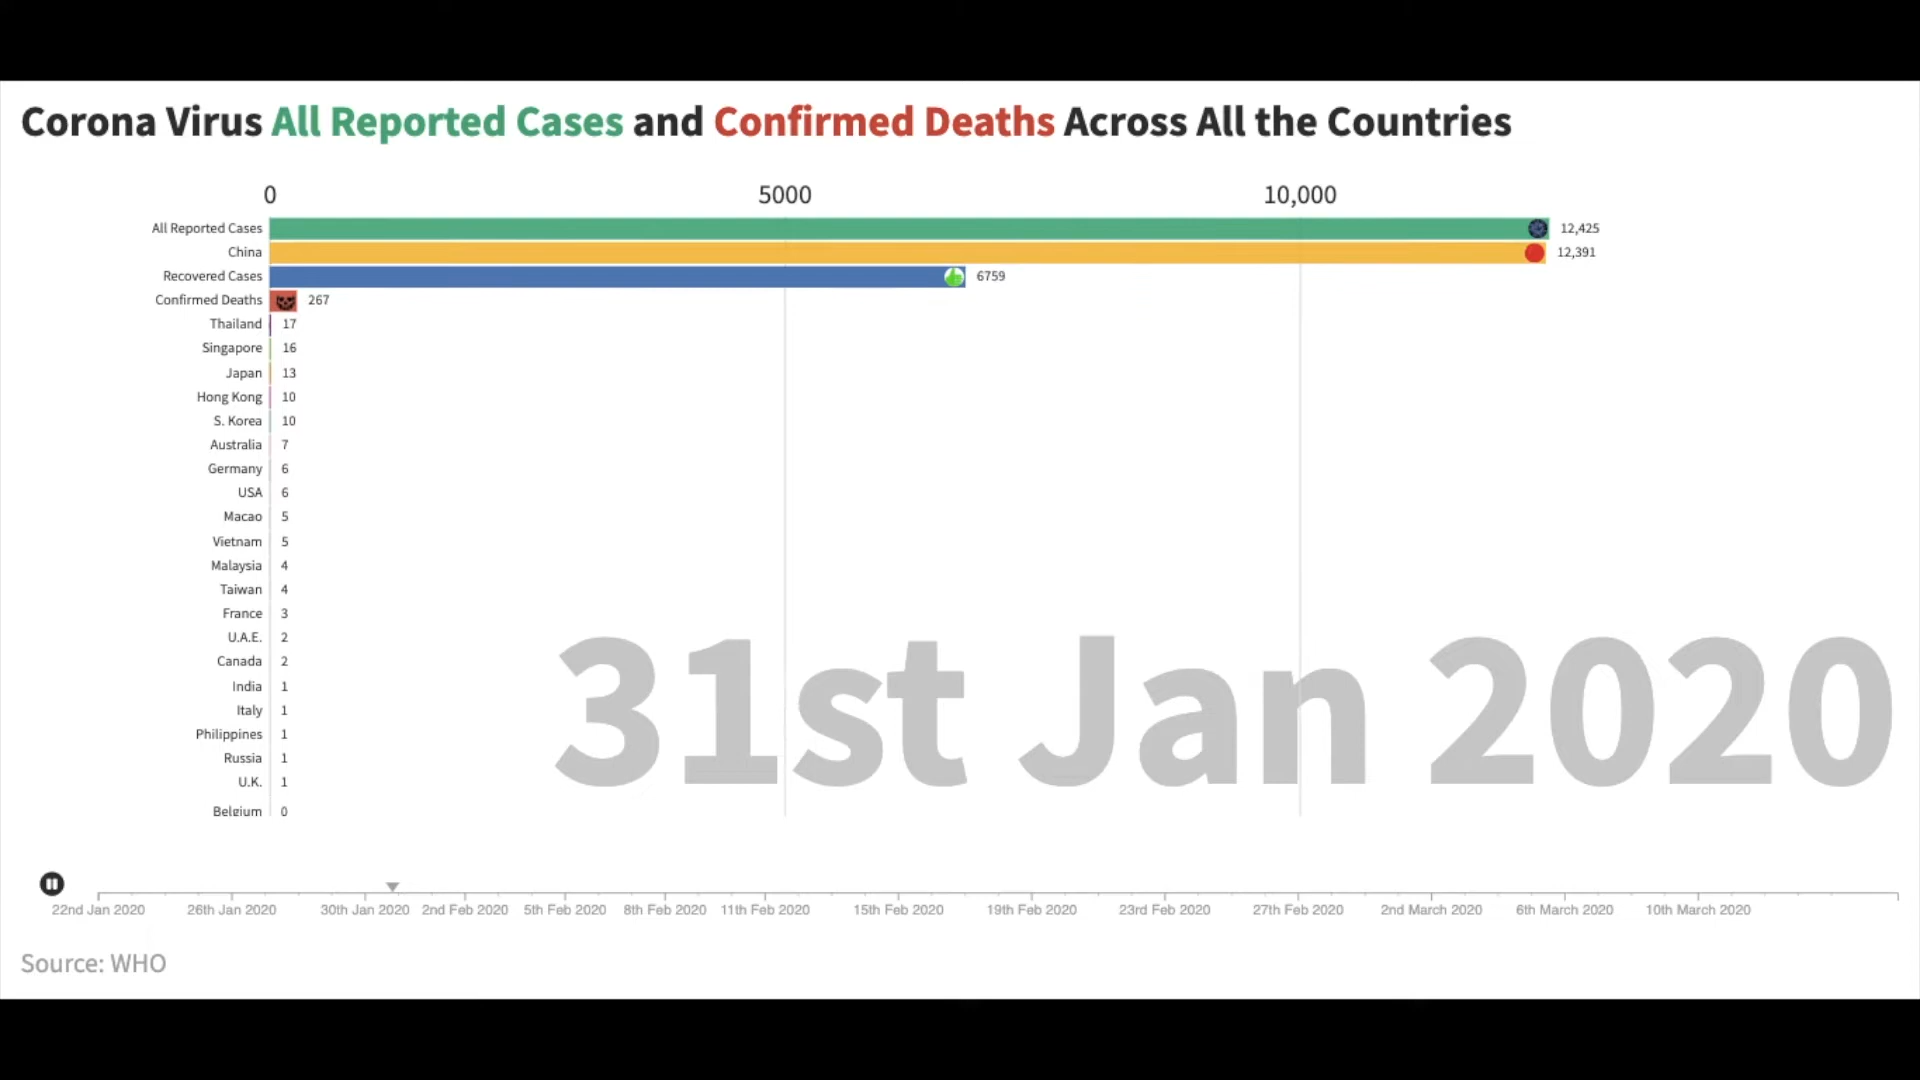 Corona Virus All Reported Cases and Confirmed Deaths Across All the Countries
0 5000 10,000
All Reported Cases 12,425
China 12,391
Recovered Cases 6759
Confirmed Deaths 267
Thailand 17
Singapore 16
Japan 13
Hong Kong 10
S. Korea 10
Australia 7
Germany 6
USA 6
Macao 5
Vietnam 5
Malaysia 4
Taiwan 4
France 3
U.A.E. 2
Canada 2
India 1
Italy 1
Philippines 1
Russia 1
U.K. 1
Belgium 0
31st Jan 2020
22nd Jan 2020 26th Jan 2020 30th Jan 2020 2nd Feb 2020 5th Feb 2020 8th Feb 2020 11th Feb 2020 15th Feb 2020 19th Feb 2020 23rd Feb 2020 27th Feb 2020 2nd March 2020 6th March 2020 10th March 2020
Source: WHO